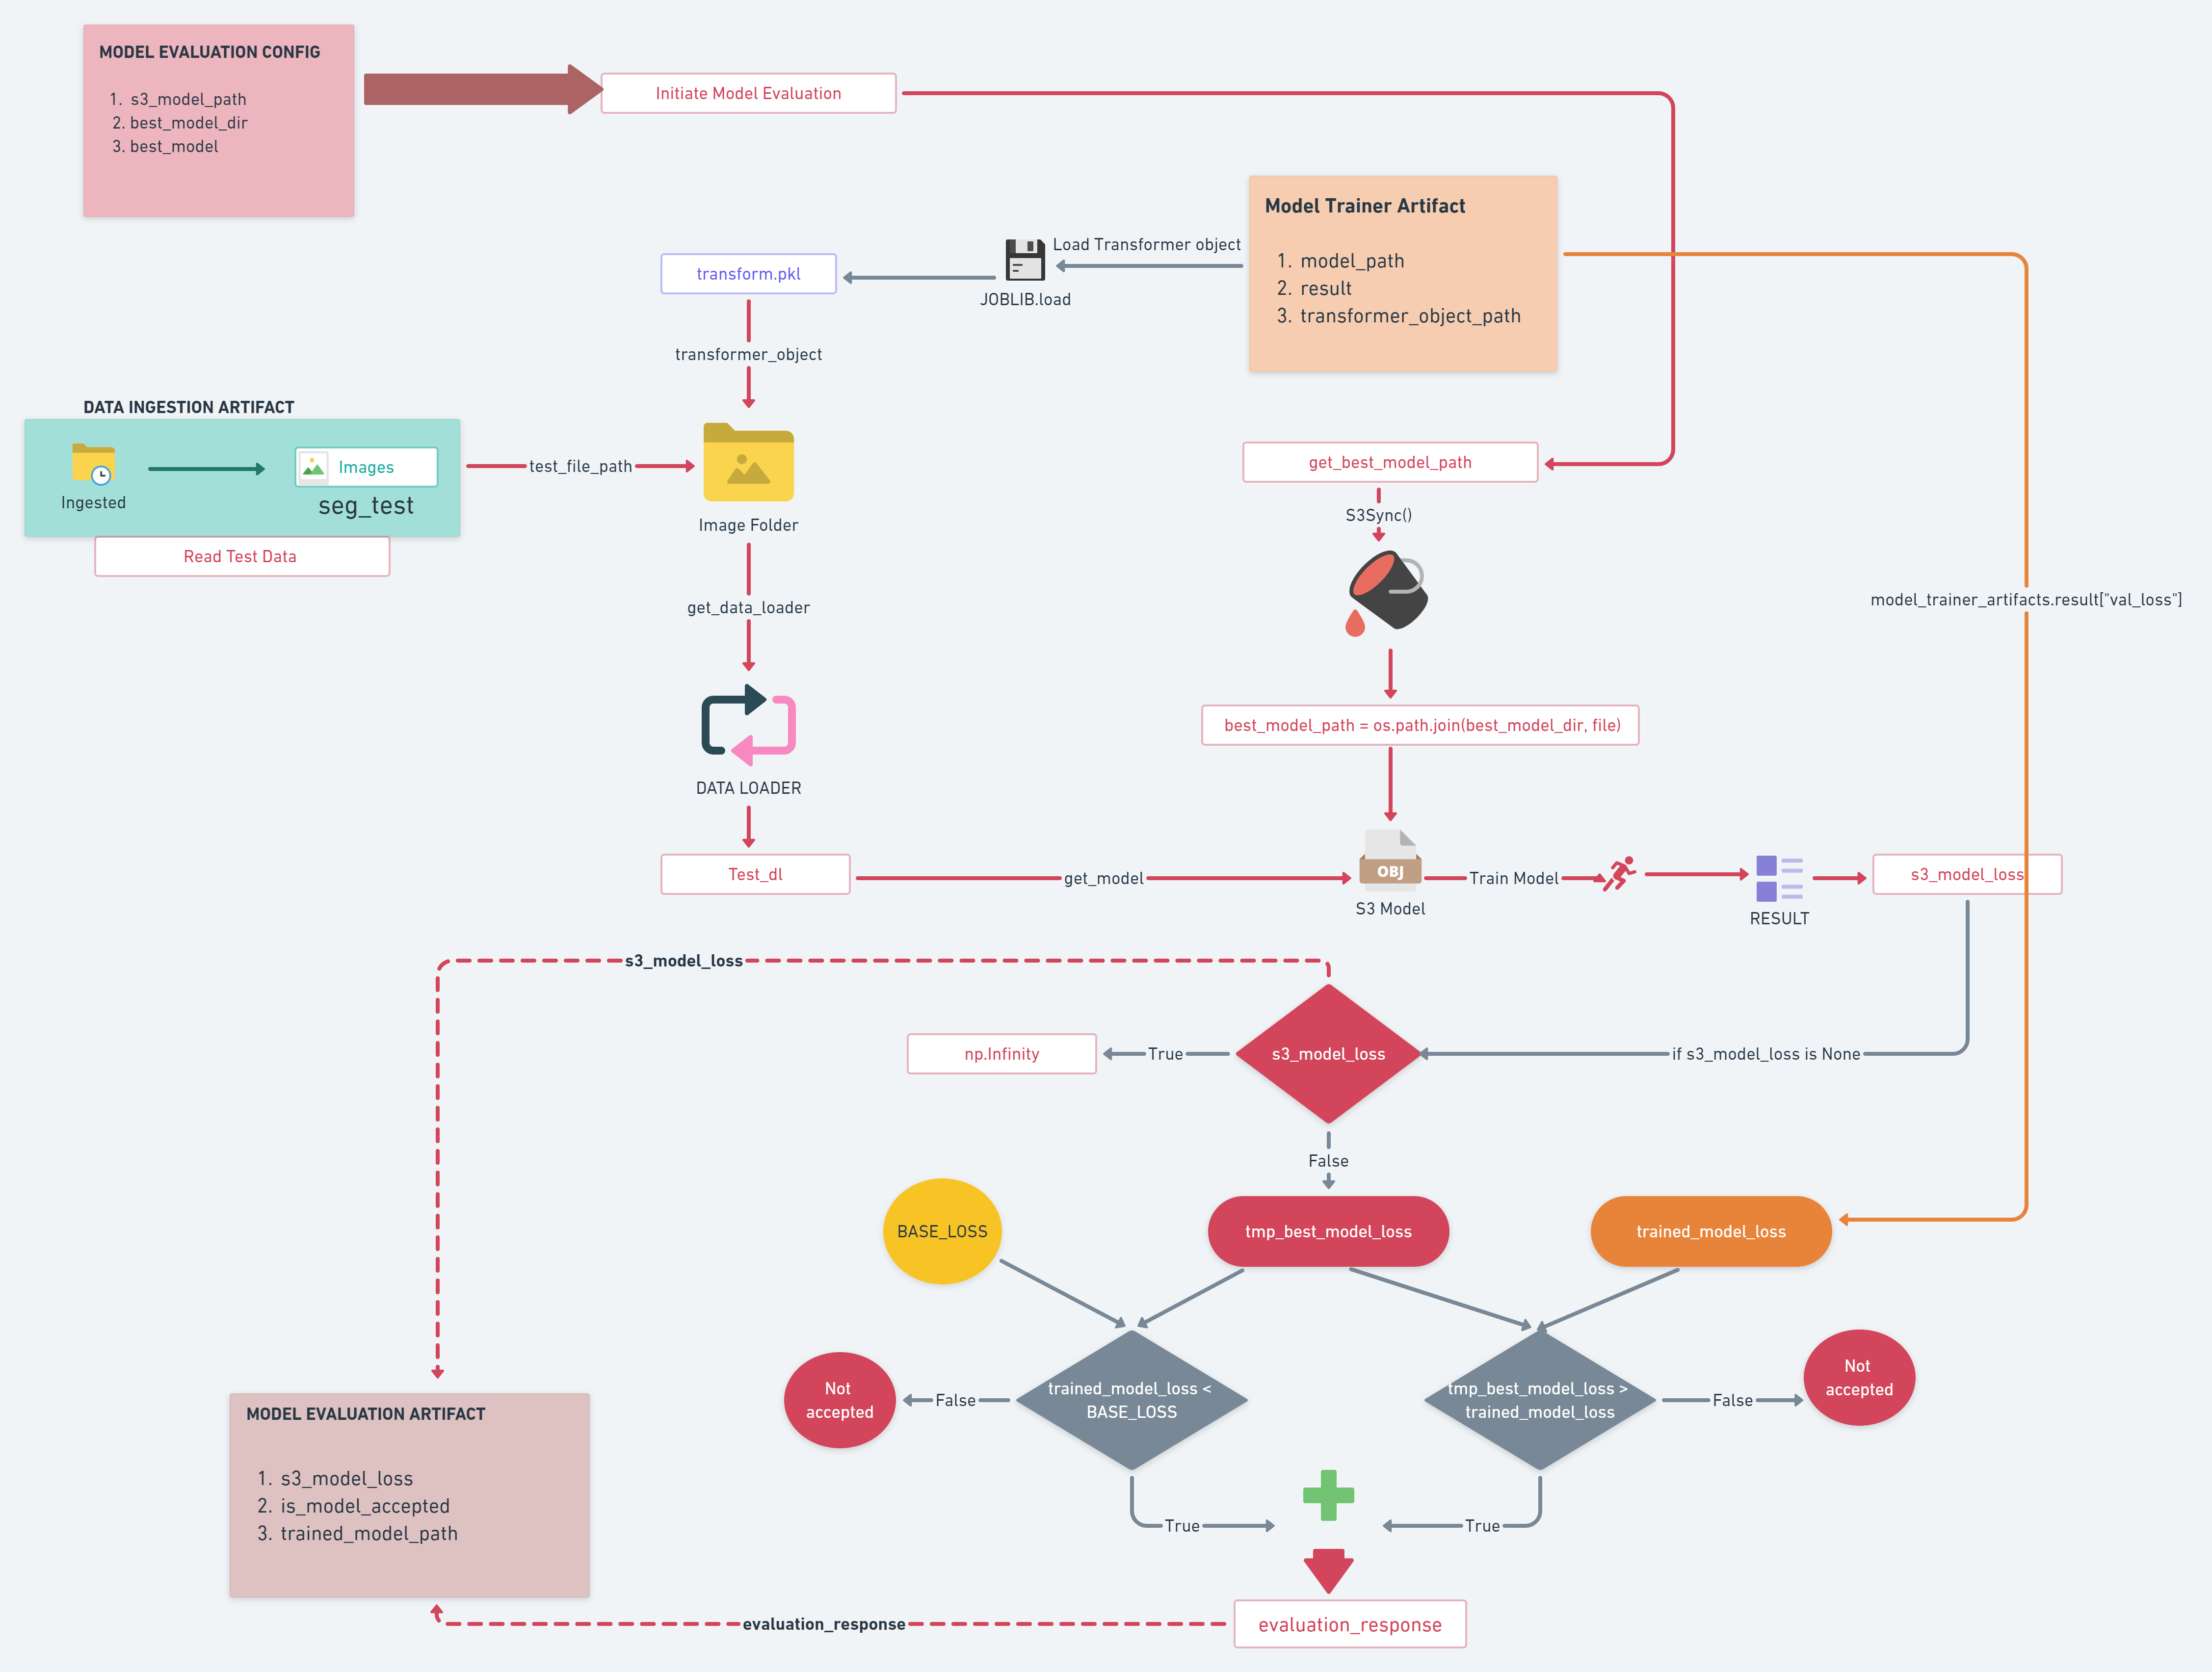 MODEL EVALUATION CONFIG
1. s3_model_path
2. best_model_dir
3. best_model
Initiate Model Evaluation
Model Trainer Artifact
1. model_path
2. result
3. transformer_object_path
Load Transformer object
JOBLIB.load
transform.pkl
transformer_object
DATA INGESTION ARTIFACT
Ingested
Images
seg_test
Read Test Data
test_file_path
Image Folder
get_best_model_path
S3Sync()
get_data_loader
model_trainer_artifacts.result["val_loss"]
best_model_path = os.path.join(best_model_dir, file)
DATA LOADER
Test_dl
get_model
OBJ
S3 Model
Train Model
RESULT
s3_model_loss
s3_model_loss
np.Infinity
True
s3_model_loss
if s3_model_loss is None
False
BASE_LOSS
tmp_best_model_loss
trained_model_loss
Not
accepted
False
trained_model_loss <
BASE_LOSS
tmp_best_model_loss >
trained_model_loss
False
Not
accepted
MODEL EVALUATION ARTIFACT
1. s3_model_loss
2. is_model_accepted
3. trained_model_path
True
True
evaluation_response
evaluation_response